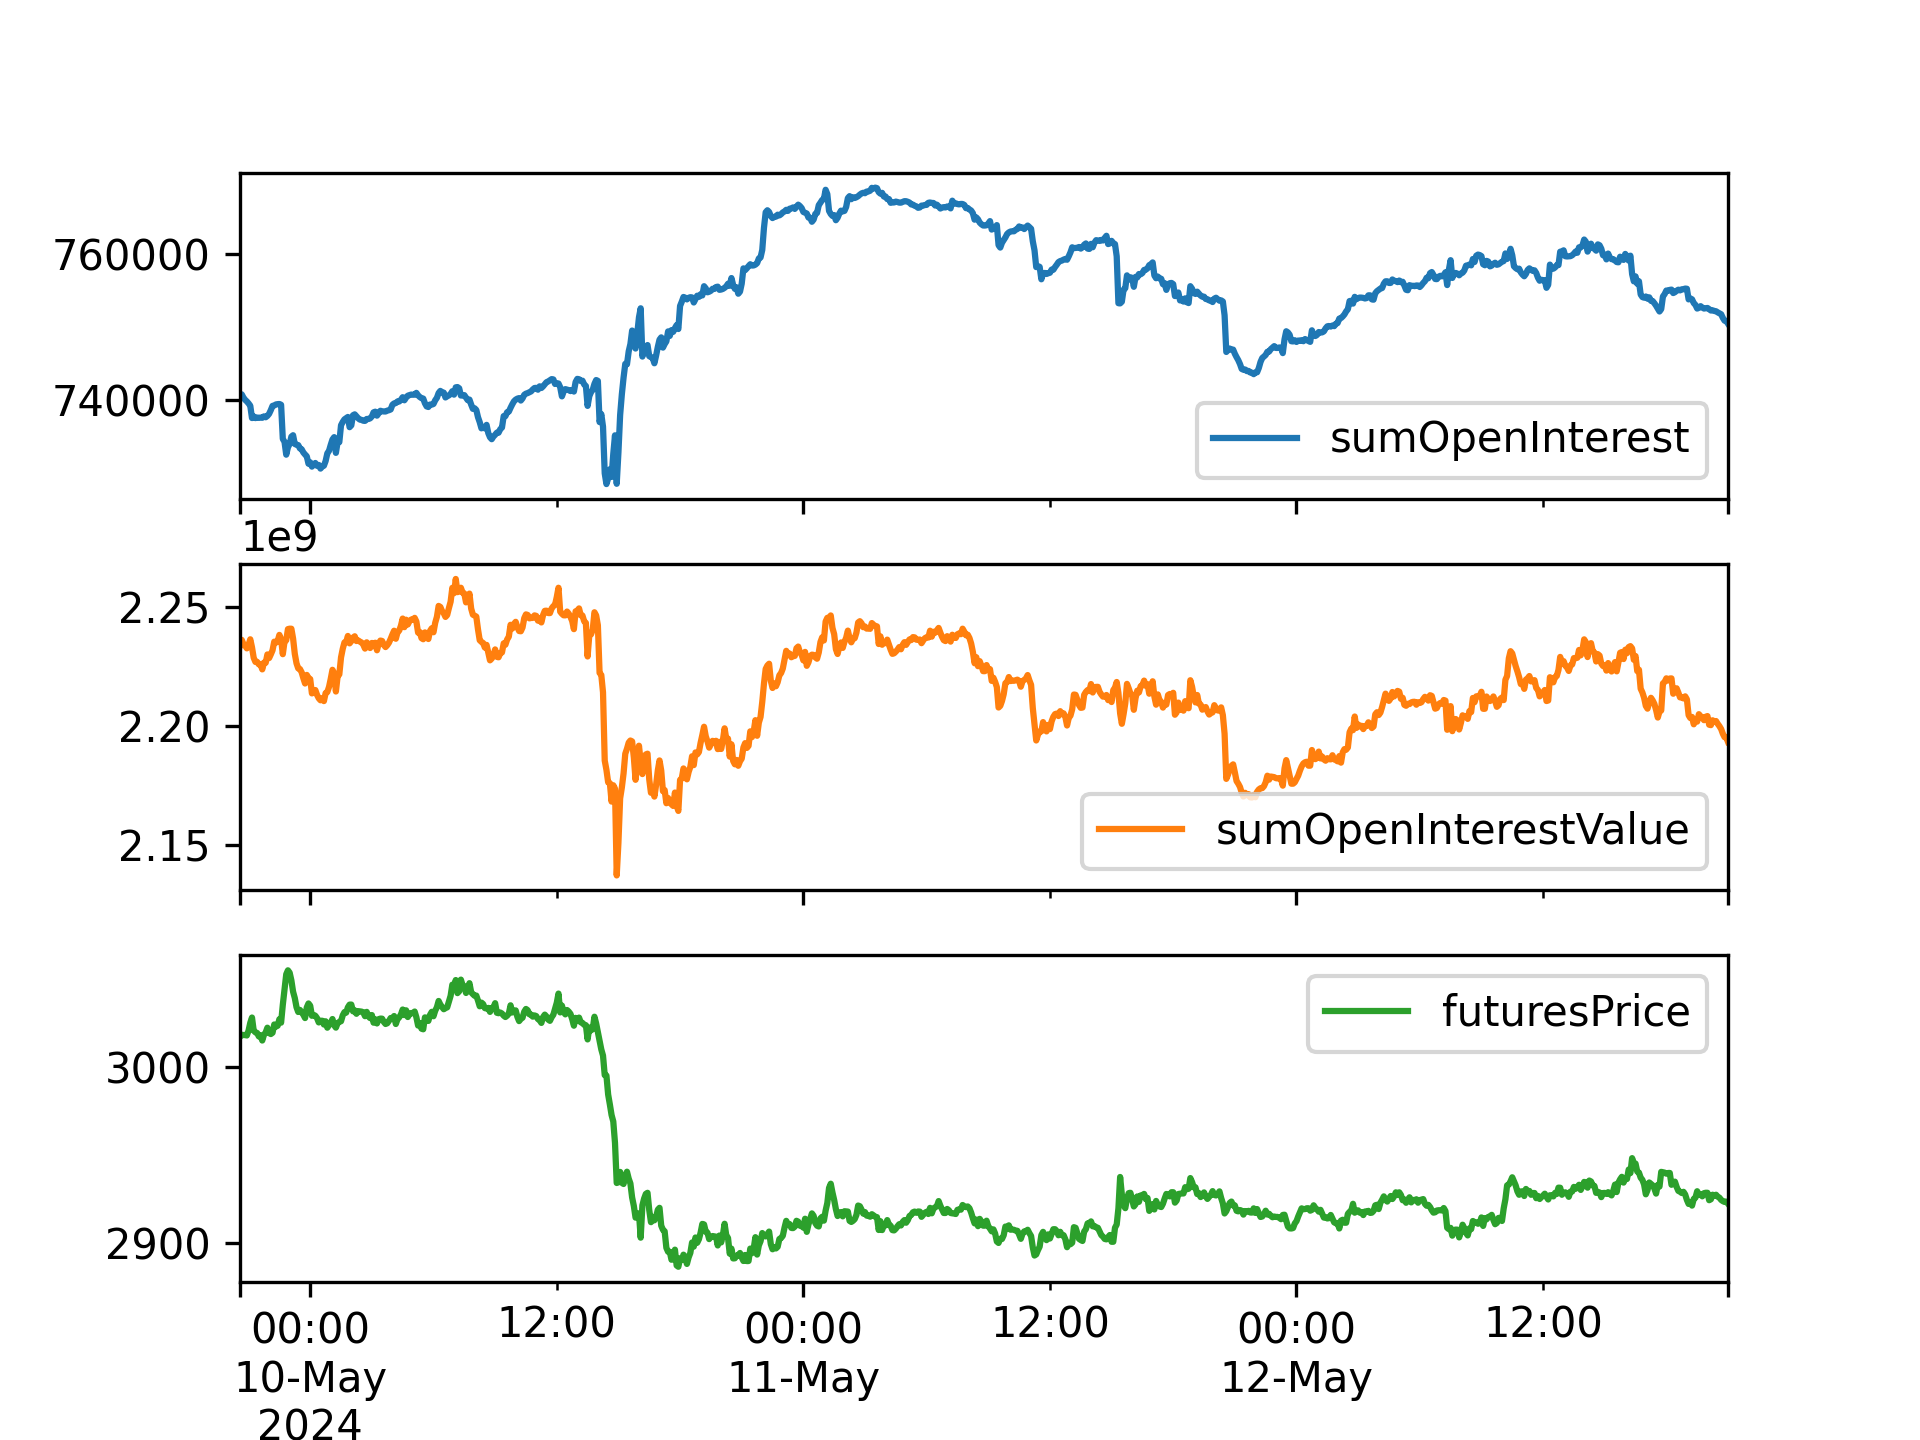 760000
740000
sumOpenInterest
1e9
2.25
2.20
2.15
sumOpenInterestValue
futuresPrice
3000
2900
00:00 12:00 00:00 12:00 00:00 12:00
10-May 11-May 12-May
2024